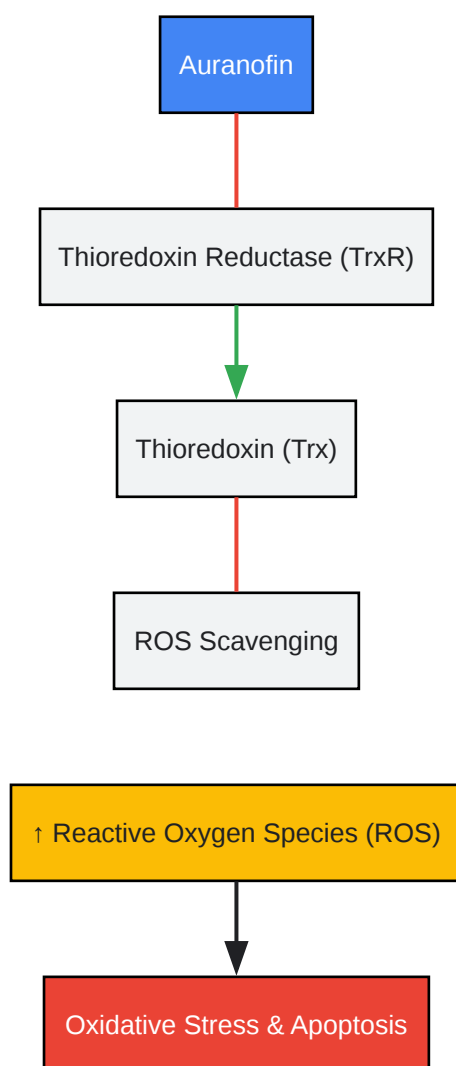 Auranofin
Thioredoxin Reductase (TrxR)
Thioredoxin (Trx)
ROS Scavenging
↑ Reactive Oxygen Species (ROS)
Oxidative Stress & Apoptosis